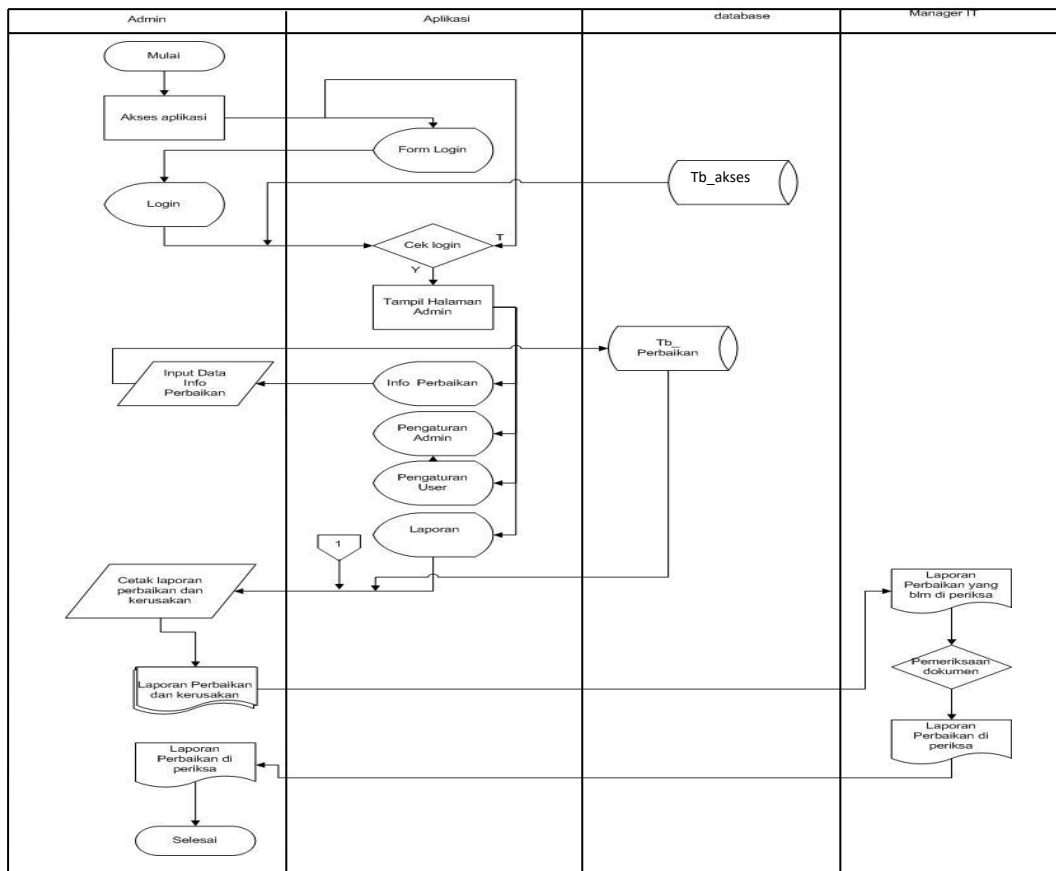 Admin
Aplikasi
database
Manager IT
Mulai
Akses aplikasi
Form Login
Tb_akses
Login
Cek login
T
Y
Tampil Halaman
Admin
Tb_
Perbaikan
Input Data
Info
Perbaikan
Info Perbaikan
Pengaturan
Admin
Pengaturan
User
Laporan
1
Cetak laporan
perbaikan dan
kerusakan
Laporan
Perbaikan yang
blm di periksa
Pemeriksaan
dokumen
Laporan Perbaikan
dan kerusakan
Laporan
Perbaikan di
periksa
Laporan
Perbaikan di
periksa
Selesai